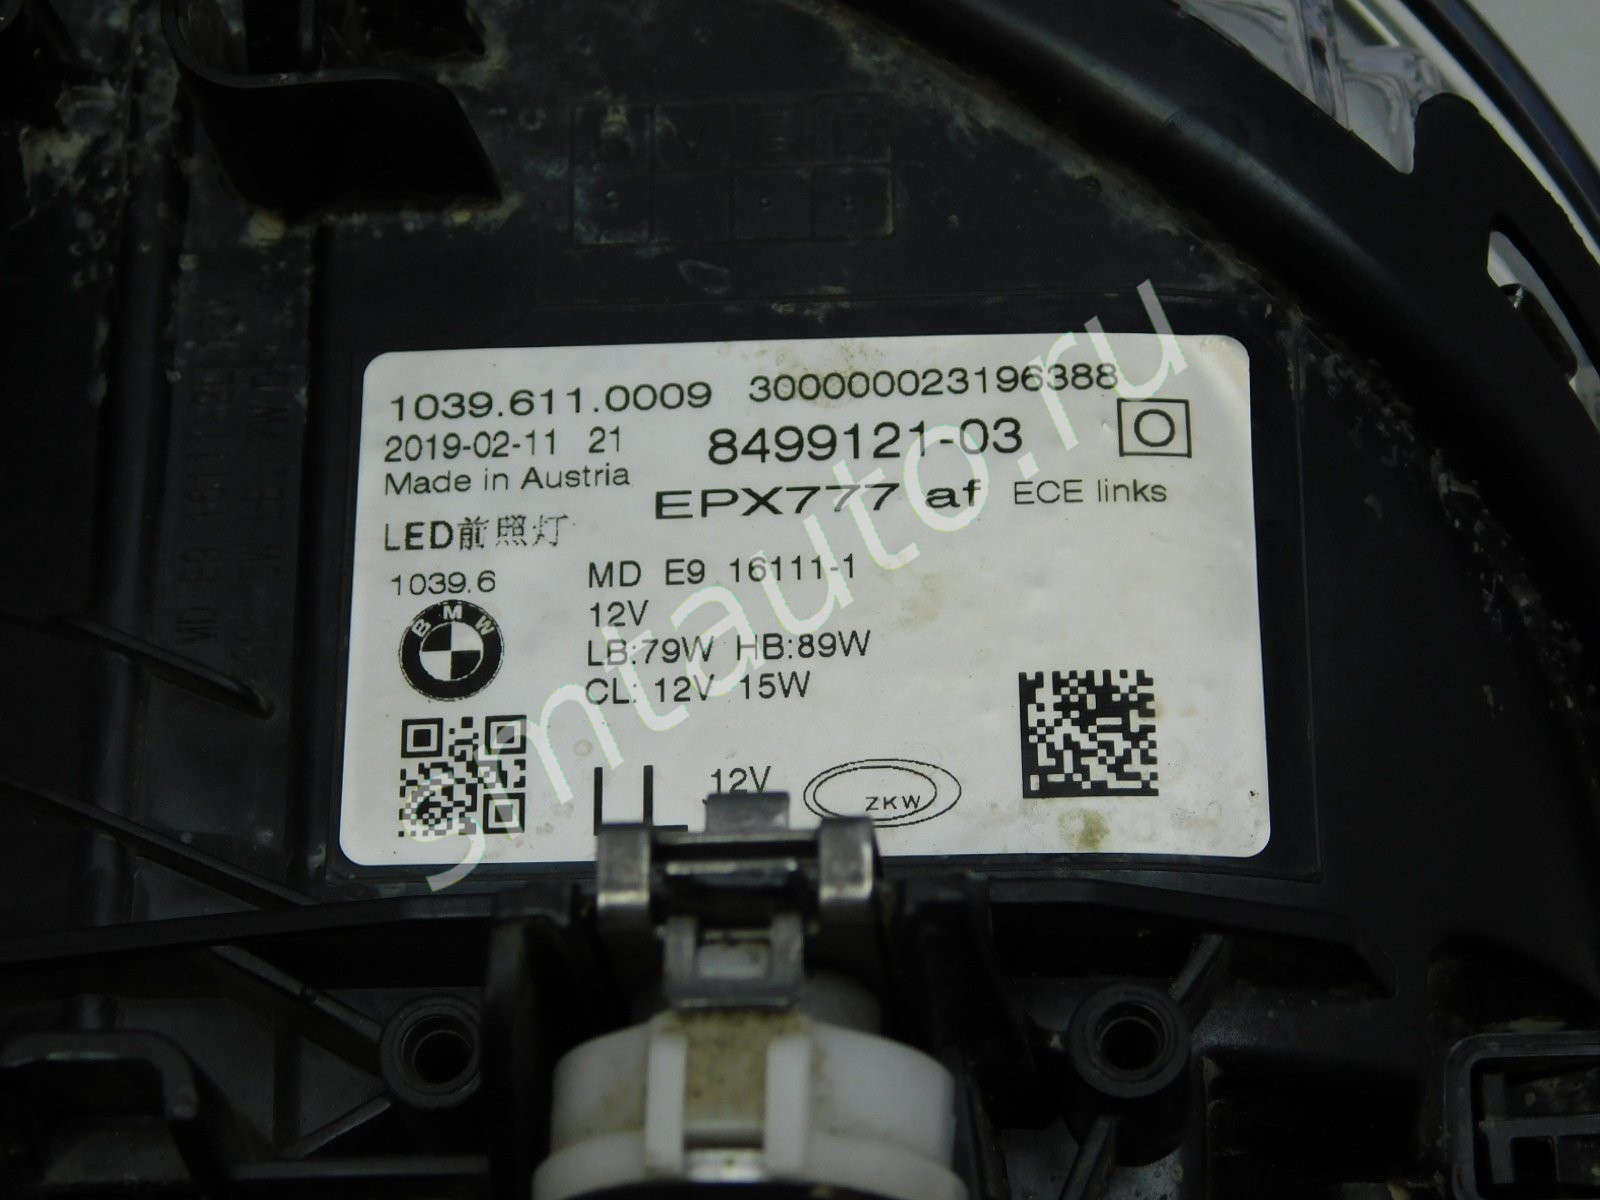 1039.611.0009 300000023196388
2019-02-11 21 8499121-03 O
Made in Austria
EPX777 af ECE links
LED前照灯
1039.6 MD E9 16111-1
BMW
12V
LB:79W HB:89W
CL: 12V 15W
LL 12V ZKW
smtauto.ru